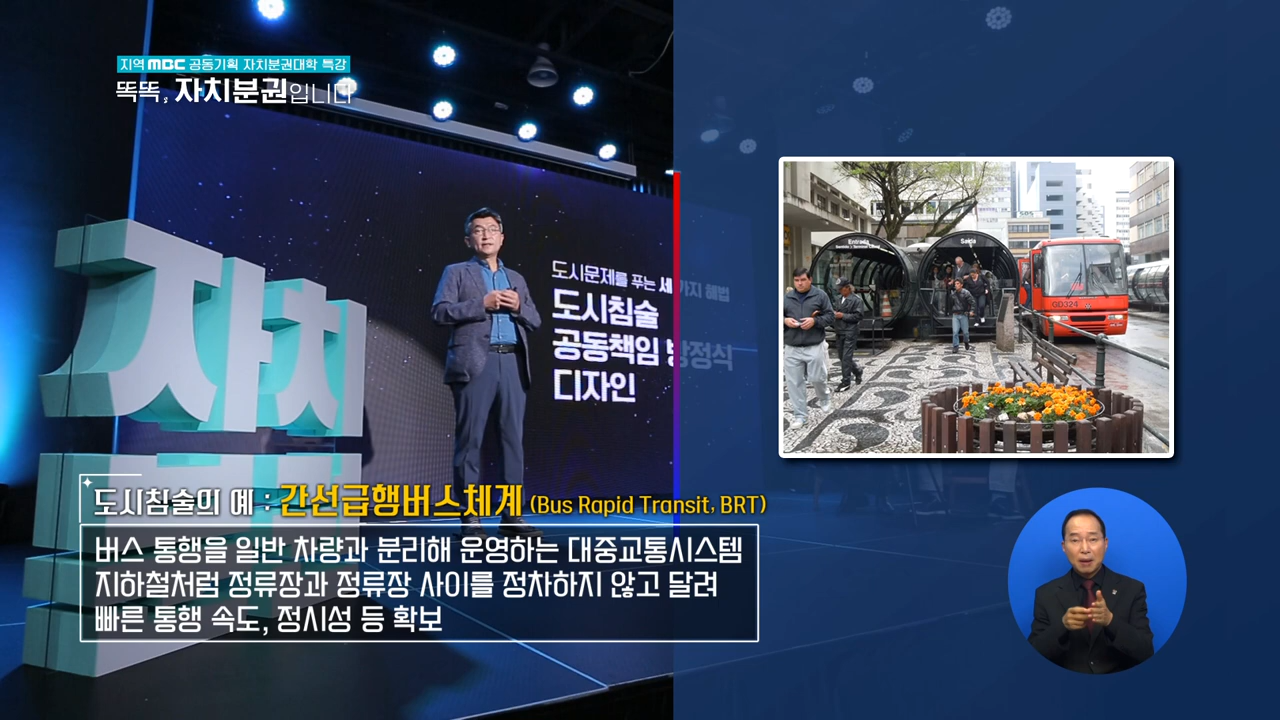 지역 MBC 공동기획 자치분권대학 특강
똑똑, 자치분권입니다
자치
도시문제를 푸는 세가지 해법
도시침술
공동책임 방정식
디자인
Entrada
Saída
GD324
도시침술의 예 : 간선급행버스체계 (Bus Rapid Transit, BRT)
버스 통행을 일반 차량과 분리해 운영하는 대중교통시스템
지하철처럼 정류장과 정류장 사이를 정차하지 않고 달려
빠른 통행 속도, 정시성 등 확보